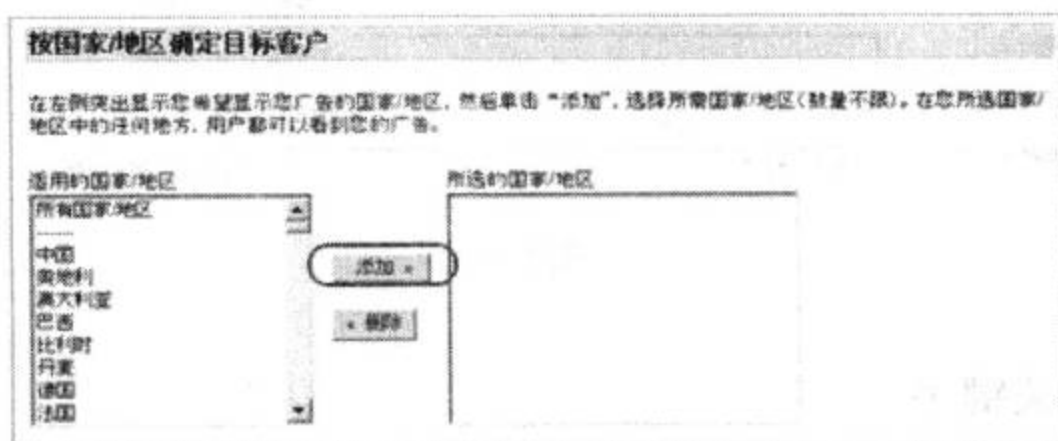 按国家/地区确定目标客户
在左侧突出显示您希望显示您广告的国家/地区, 然后单击 "添加", 选择所需国家/地区(数量不限)。在您所选国家/
地区中的任何地方, 用户都可以看到您的广告。
适用的国家/地区
所选的国家/地区
所有国家/地区
------
中国
奥地利
澳大利亚
巴西
比利时
丹麦
德国
法国
添加 »
« 删除